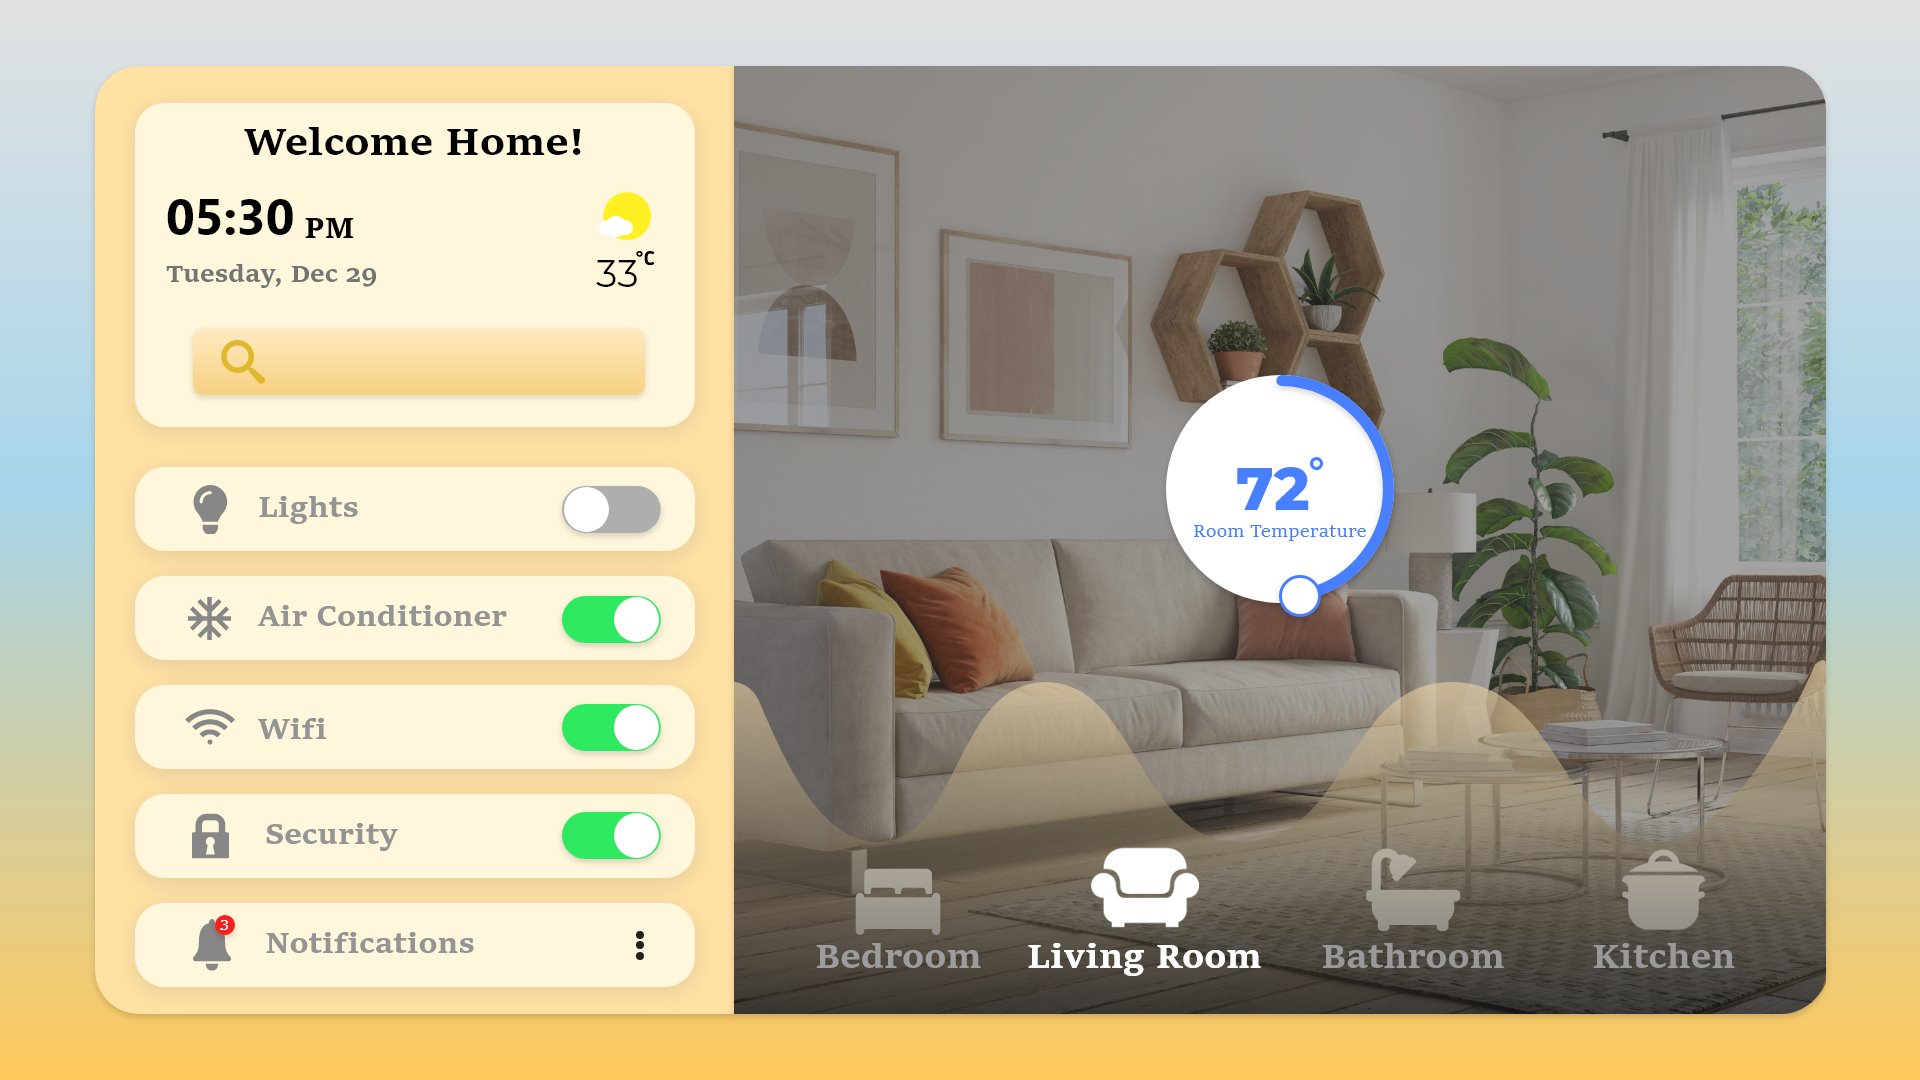 Welcome Home!
05:30 PM
Tuesday, Dec 29
33°C
Lights
Air Conditioner
Wifi
Security
3
Notifications
72°
Room Temperature
Bedroom
Living Room
Bathroom
Kitchen